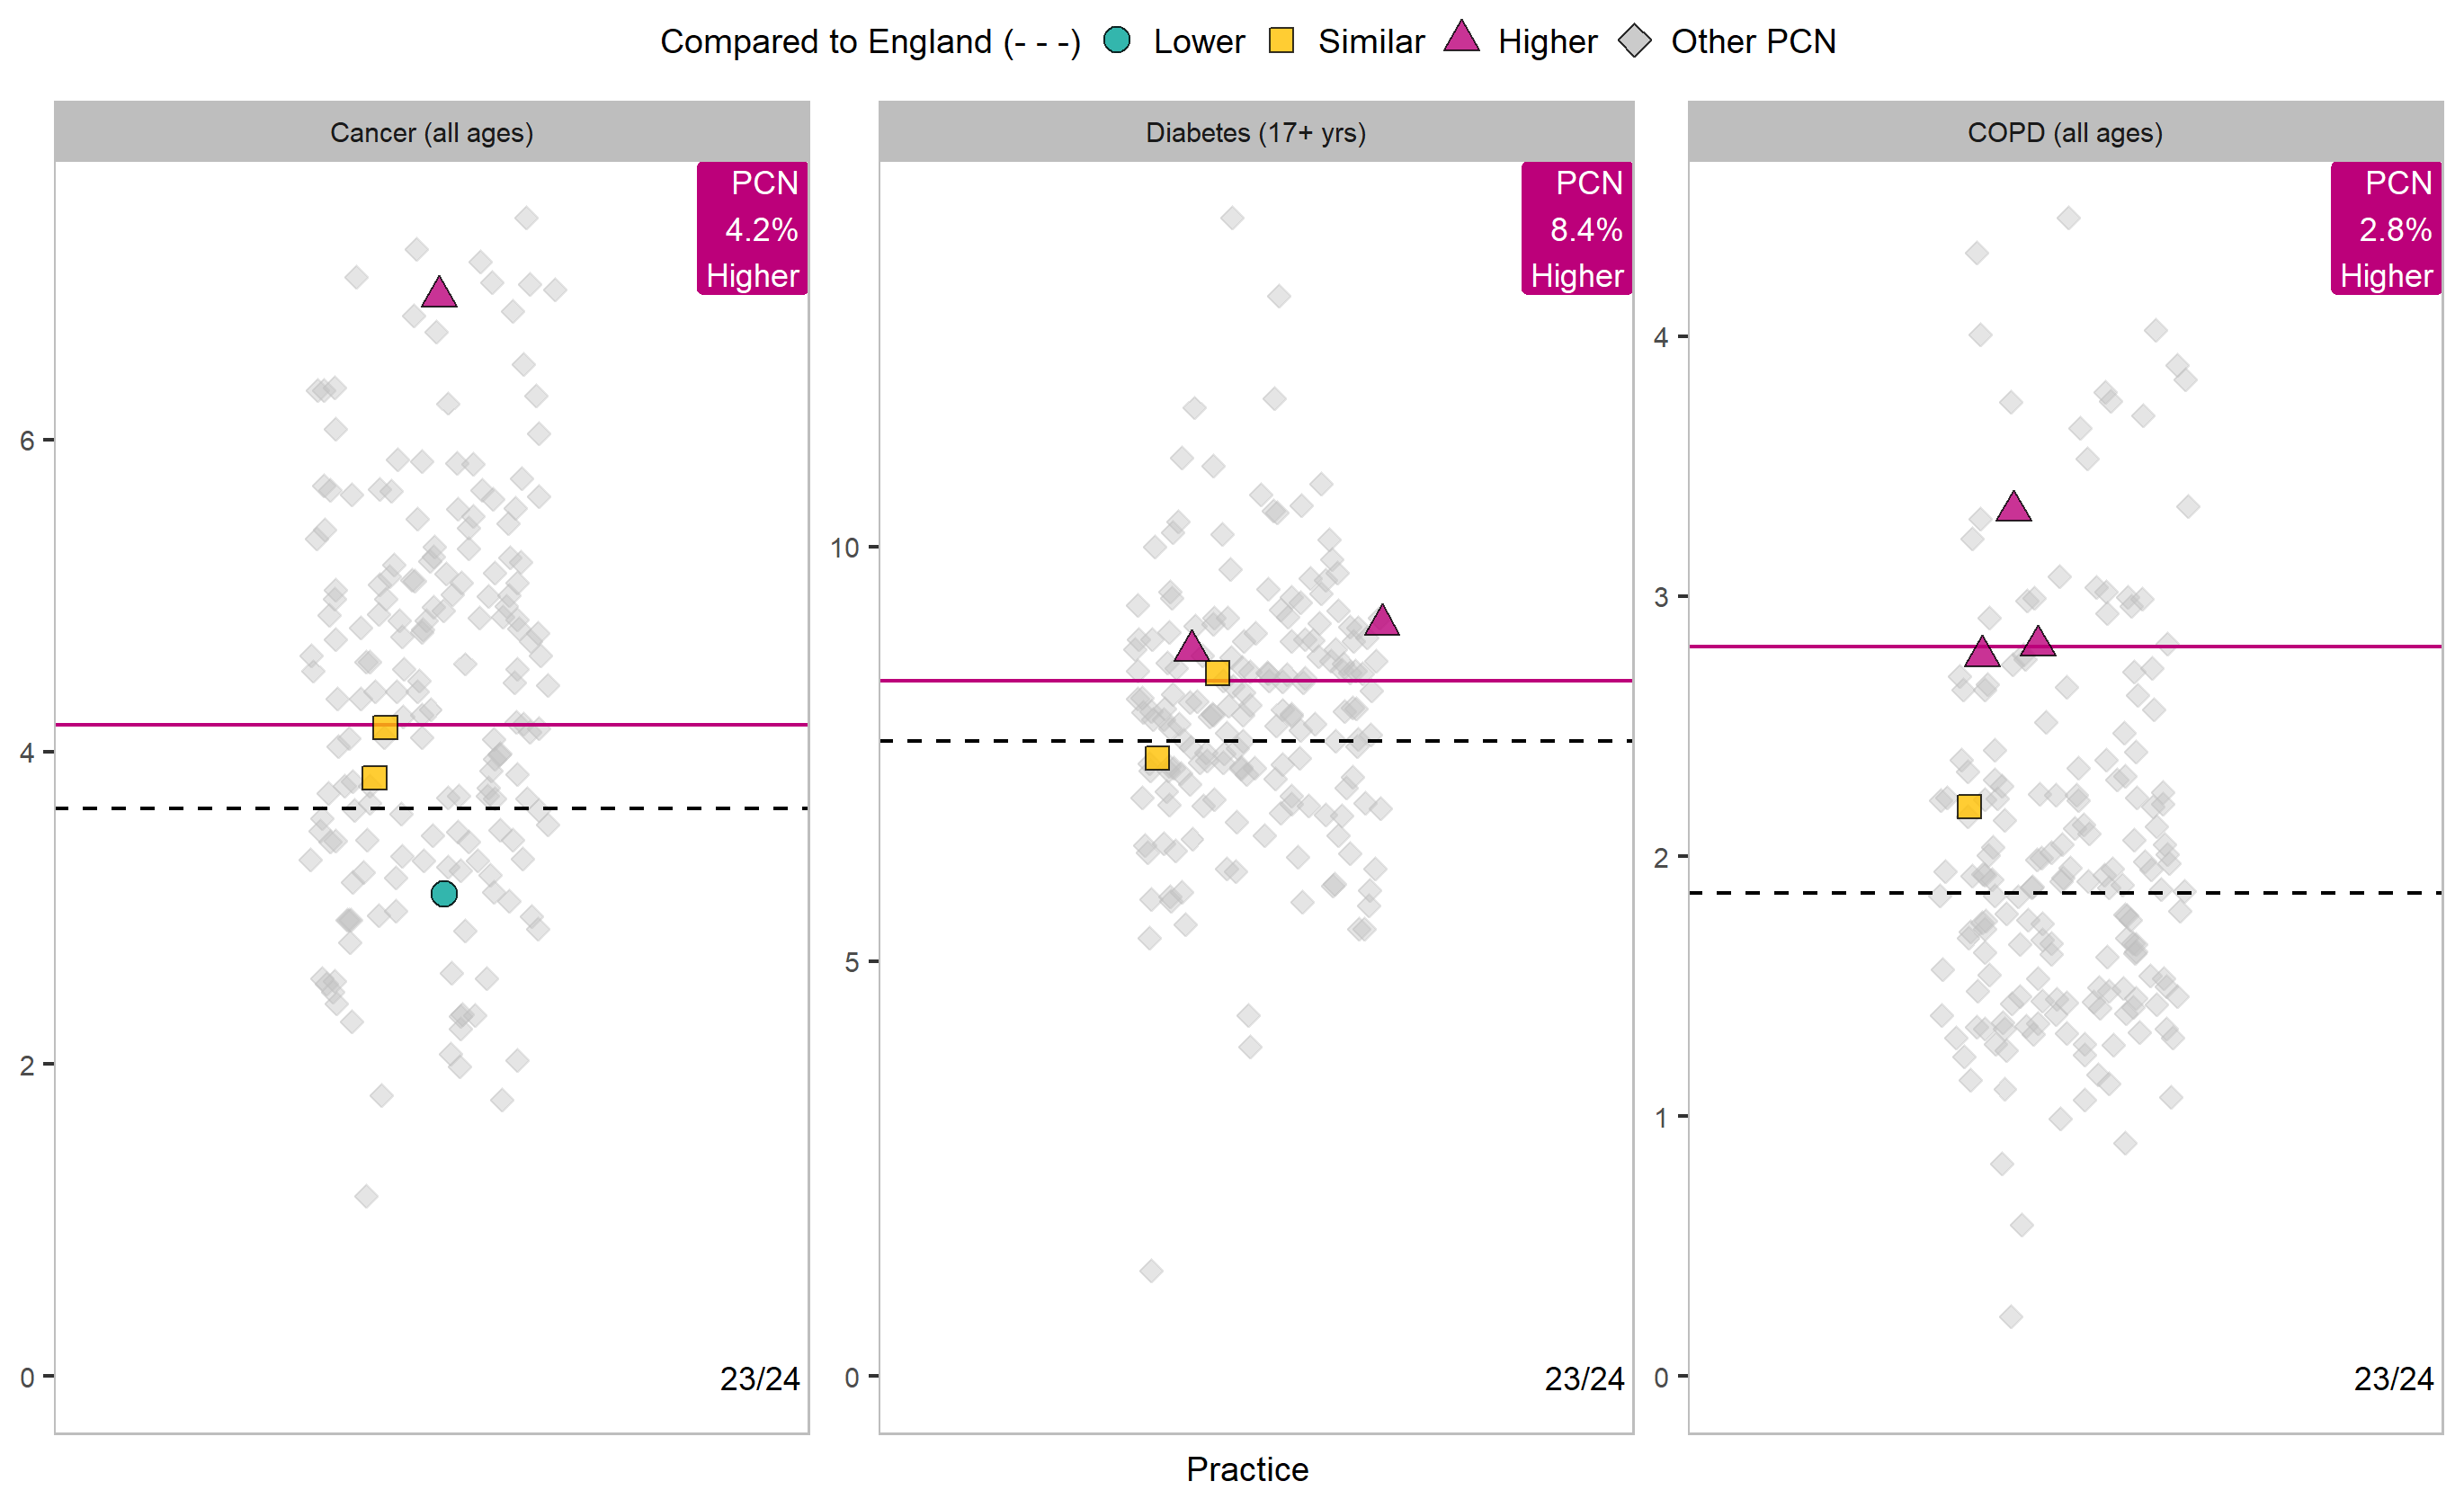 Compared to England (- - -) Lower Similar Higher Other PCN
Cancer (all ages)
PCN
4.2%
Higher
6
4
2
0
23/24
Diabetes (17+ yrs)
PCN
8.4%
Higher
10
5
0
23/24
COPD (all ages)
PCN
2.8%
Higher
4
3
2
1
0
23/24
Practice